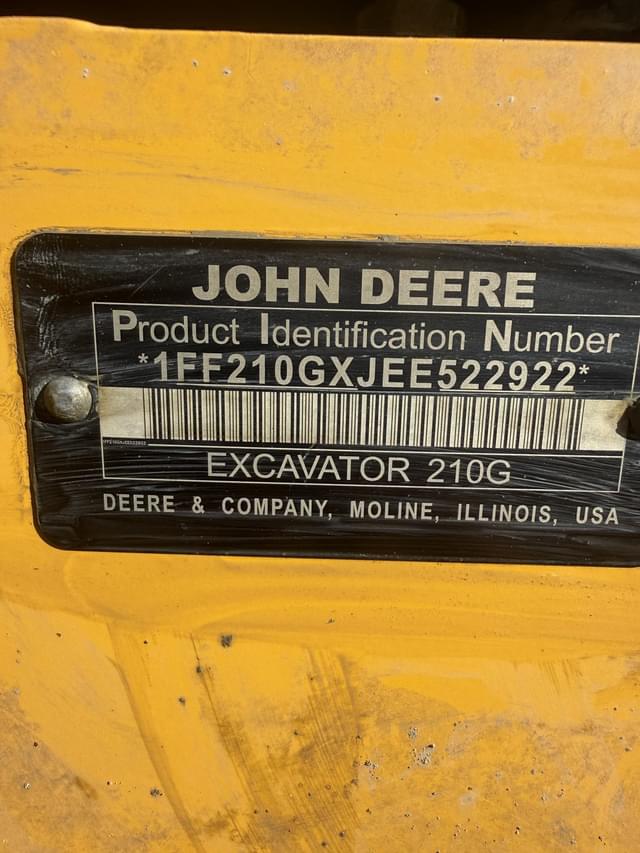 JOHN DEERE
Product Identification Number
*1FF210GXJEE522922*
EXCAVATOR 210G
DEERE & COMPANY, MOLINE, ILLINOIS, USA